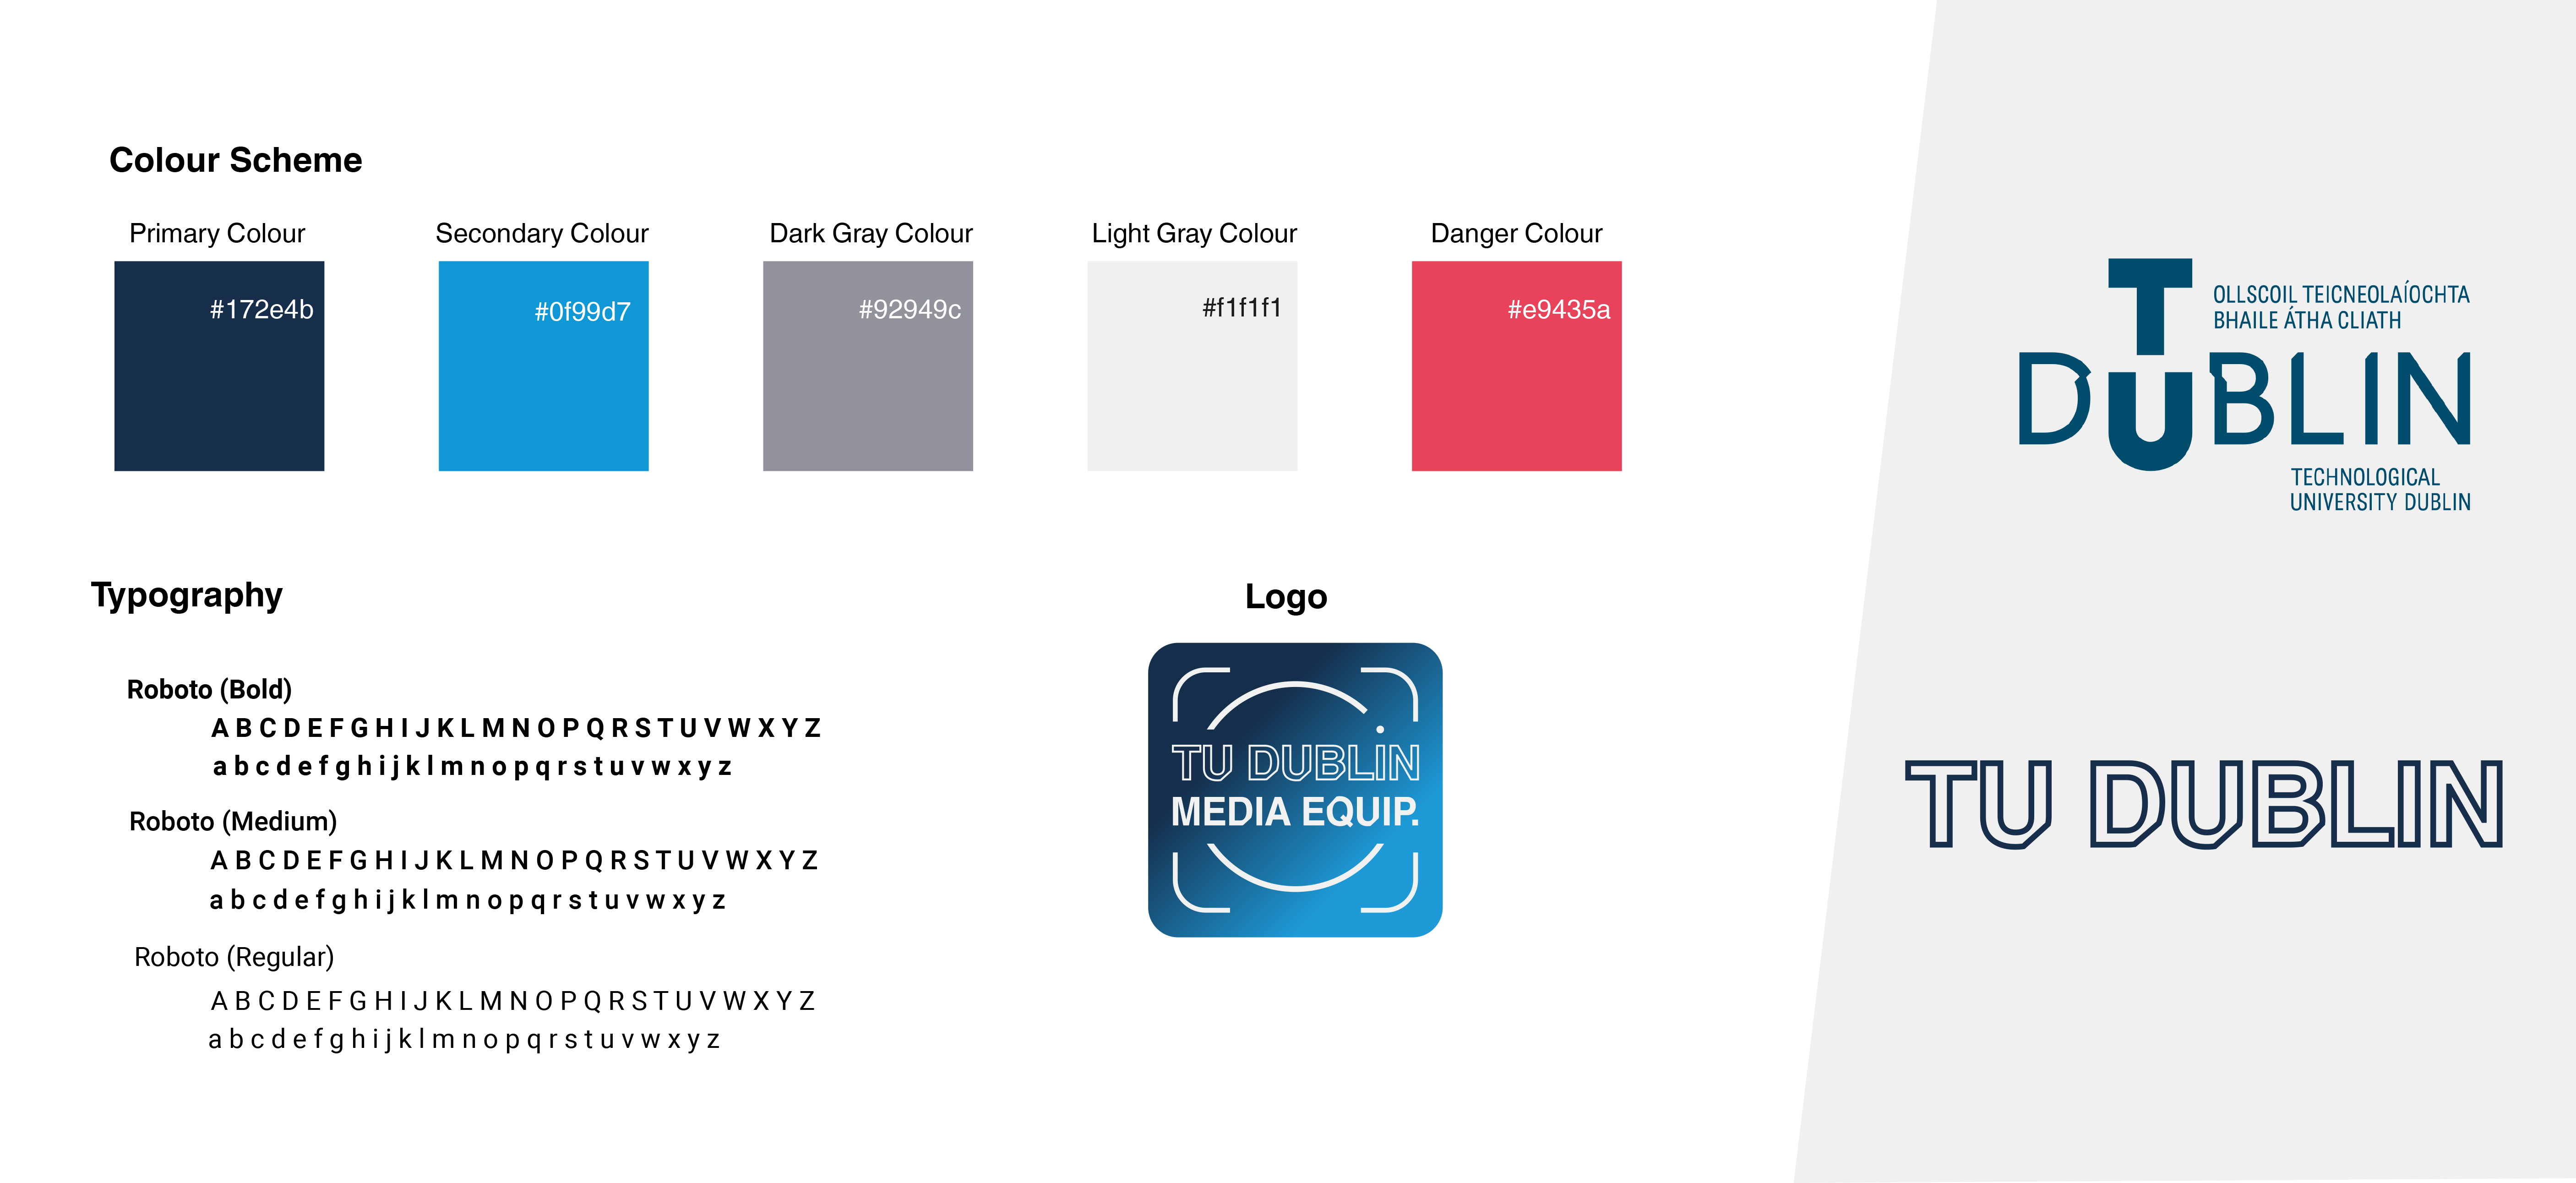 Colour Scheme
Primary Colour
#172e4b
Secondary Colour
#0f99d7
Dark Gray Colour
#92949c
Light Gray Colour
#f1f1f1
Danger Colour
#e9435a
Typography
Roboto (Bold)
A B C D E F G H I J K L M N O P Q R S T U V W X Y Z
a b c d e f g h i j k l m n o p q r s t u v w x y z
Roboto (Medium)
A B C D E F G H I J K L M N O P Q R S T U V W X Y Z
a b c d e f g h i j k l m n o p q r s t u v w x y z
Roboto (Regular)
A B C D E F G H I J K L M N O P Q R S T U V W X Y Z
a b c d e f g h i j k l m n o p q r s t u v w x y z
Logo
TU DUBLIN
MEDIA EQUIP.
T
OLLSCOIL TEICNEOLAÍOCHTA
BHAILE ÁTHA CLIATH
DUBLIN
TECHNOLOGICAL
UNIVERSITY DUBLIN
TU DUBLIN